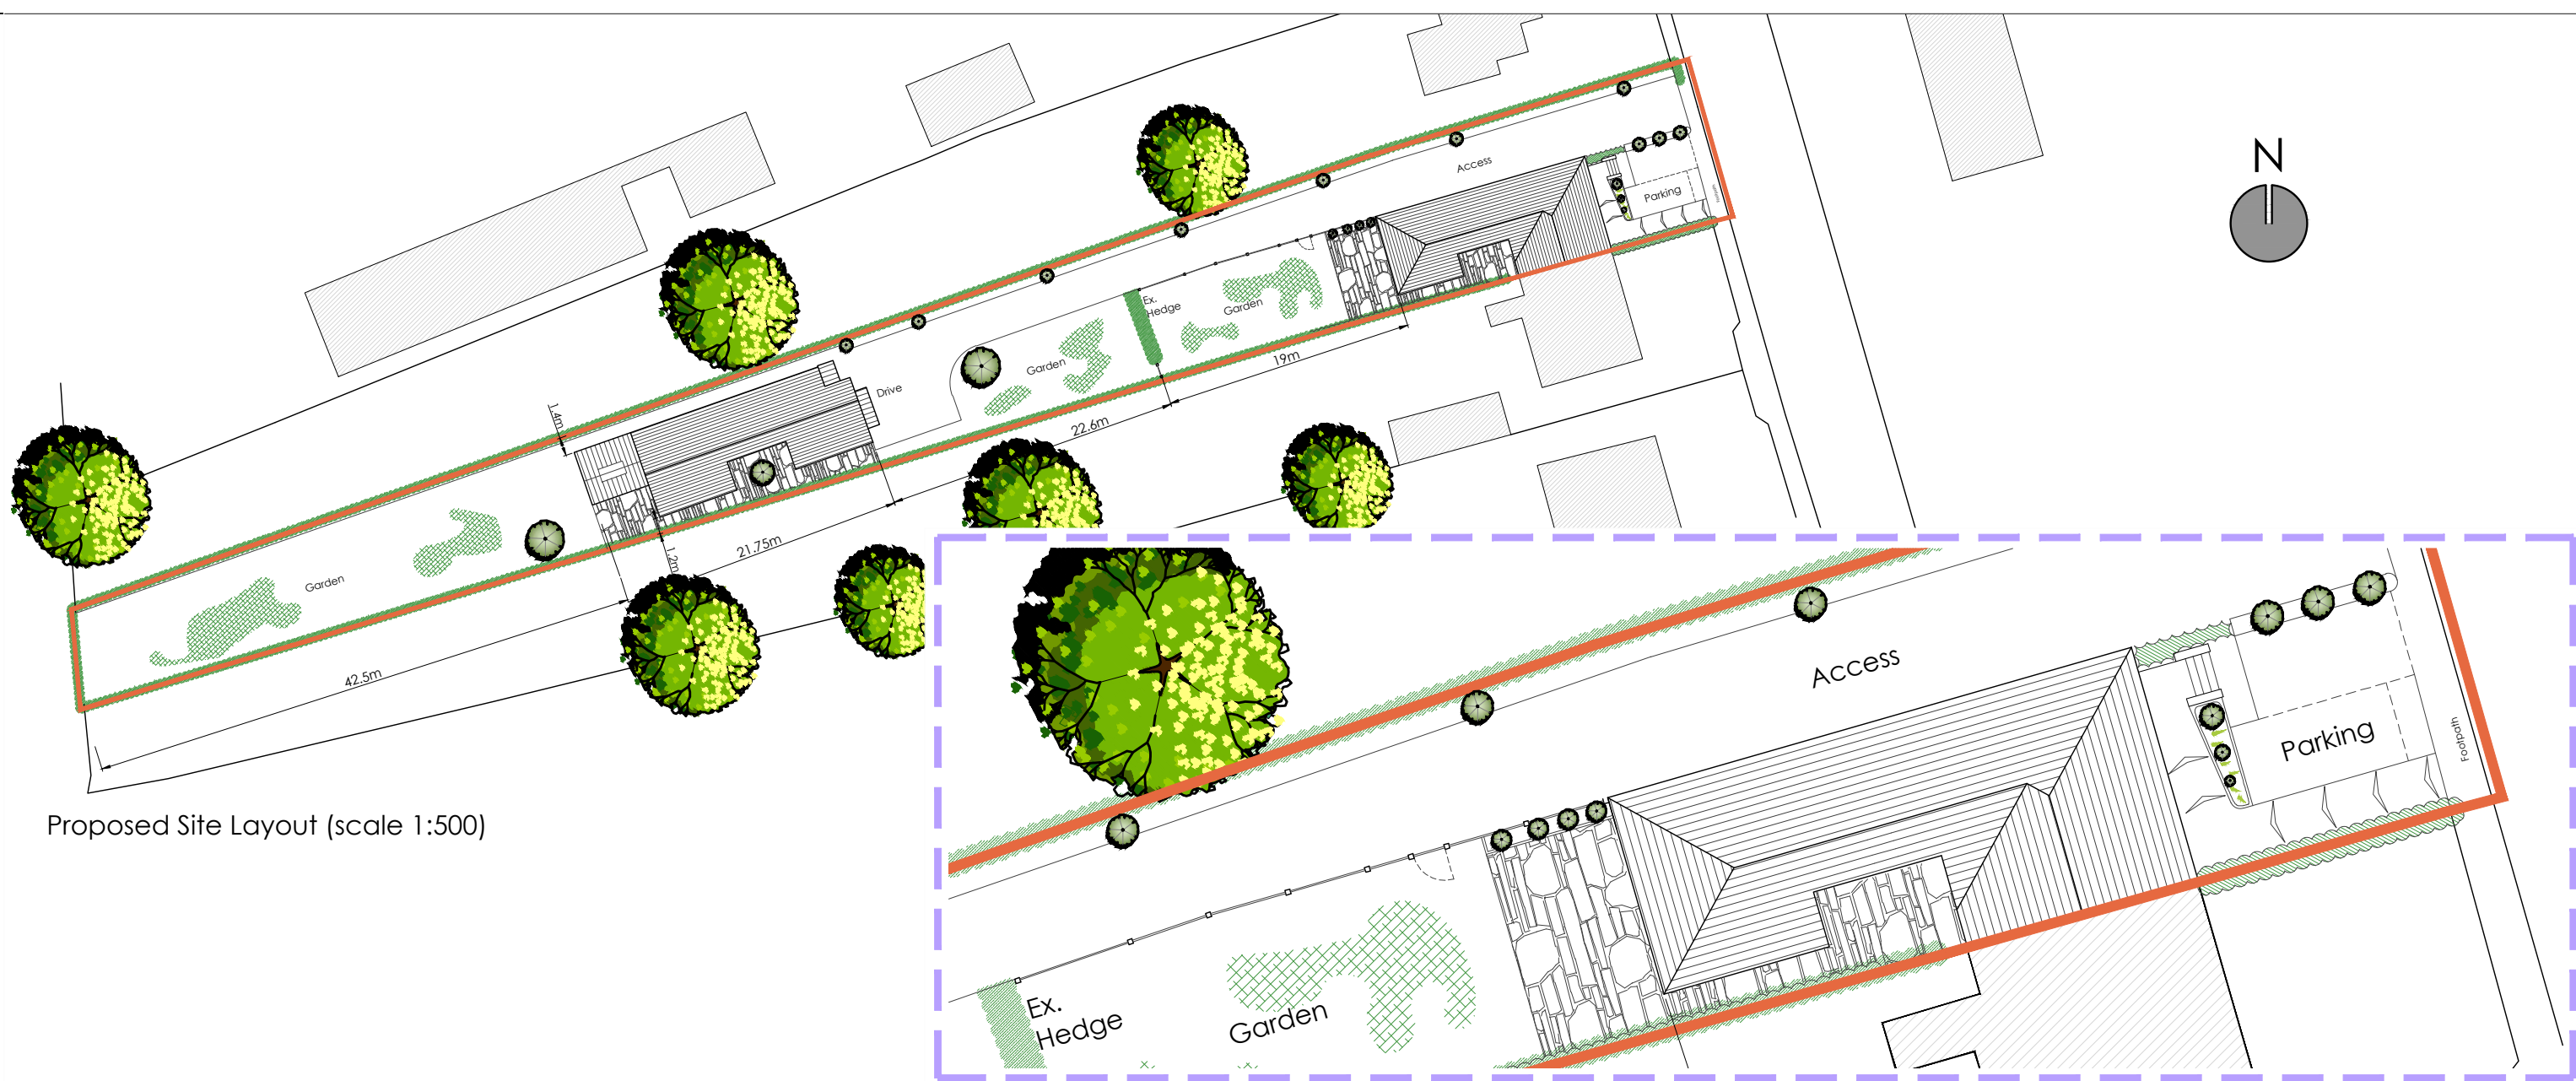 N
Access
Parking
Footpath
Ex.
Hedge
Garden
19m
Garden
22.6m
Drive
1.4m
21.75m
1.2m
Garden
42.5m
Proposed Site Layout (scale 1:500)
Access
Parking
Footpath
Ex.
Hedge
Garden